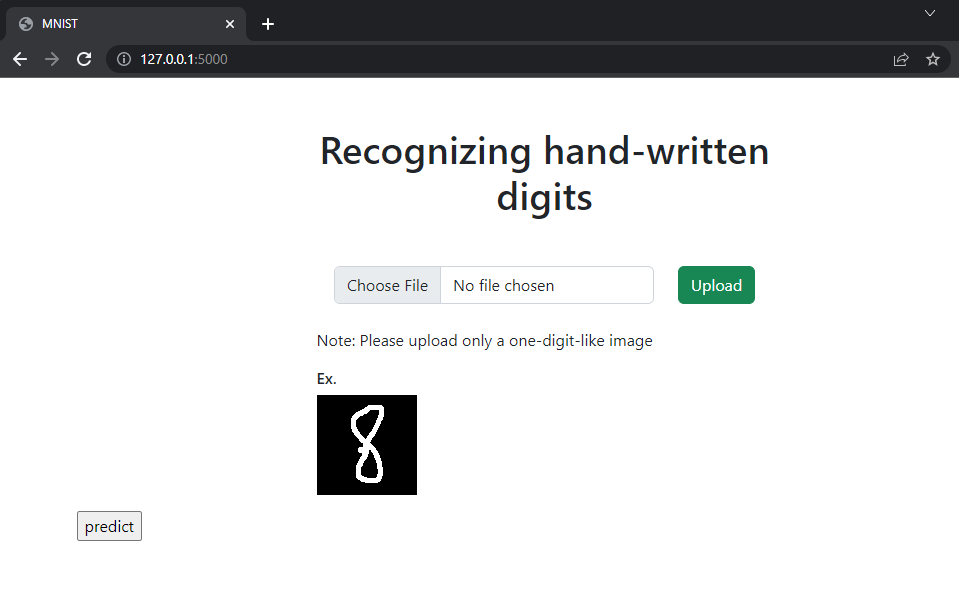 MNIST
127.0.0.1:5000
Recognizing hand-written
digits
Choose File No file chosen Upload
Note: Please upload only a one-digit-like image
Ex.
8
predict